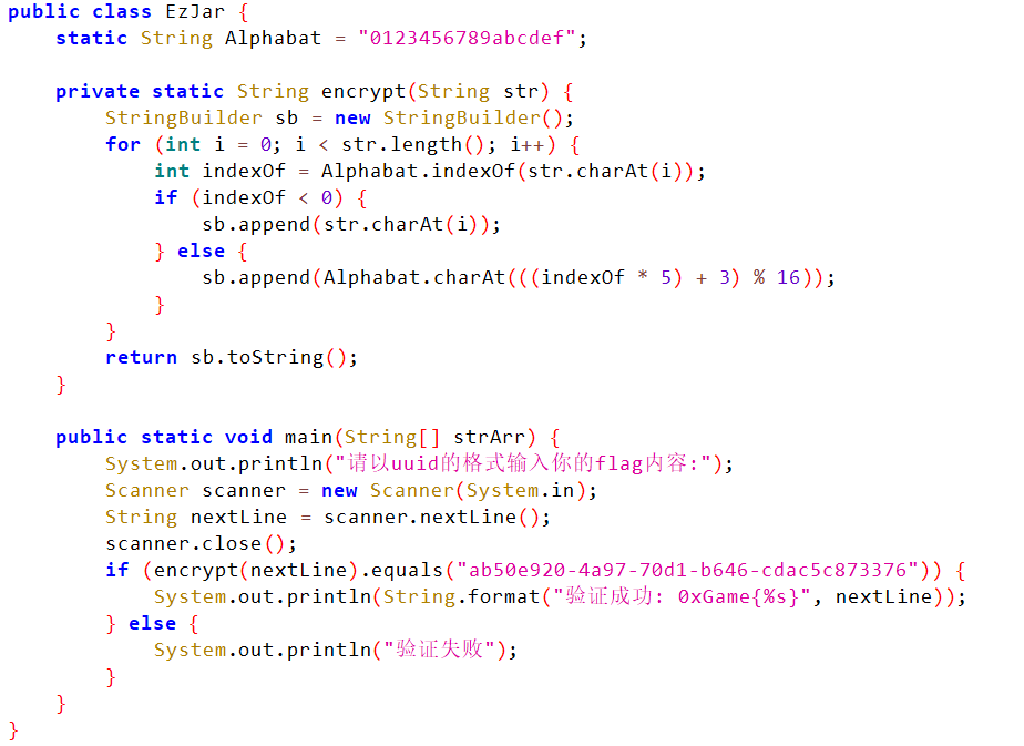 public class EzJar {
    static String Alphabat = "0123456789abcdef";

    private static String encrypt(String str) {
        StringBuilder sb = new StringBuilder();
        for (int i = 0; i < str.length(); i++) {
            int indexOf = Alphabat.indexOf(str.charAt(i));
            if (indexOf < 0) {
                sb.append(str.charAt(i));
            } else {
                sb.append(Alphabat.charAt(((indexOf * 5) + 3) % 16));
            }
        }
        return sb.toString();
    }

    public static void main(String[] strArr) {
        System.out.println("请以uuid的格式输入你的flag内容:");
        Scanner scanner = new Scanner(System.in);
        String nextLine = scanner.nextLine();
        scanner.close();
        if (encrypt(nextLine).equals("ab50e920-4a97-70d1-b646-cdac5c873376")) {
            System.out.println(String.format("验证成功: 0xGame{%s}", nextLine));
        } else {
            System.out.println("验证失败");
        }
    }
}